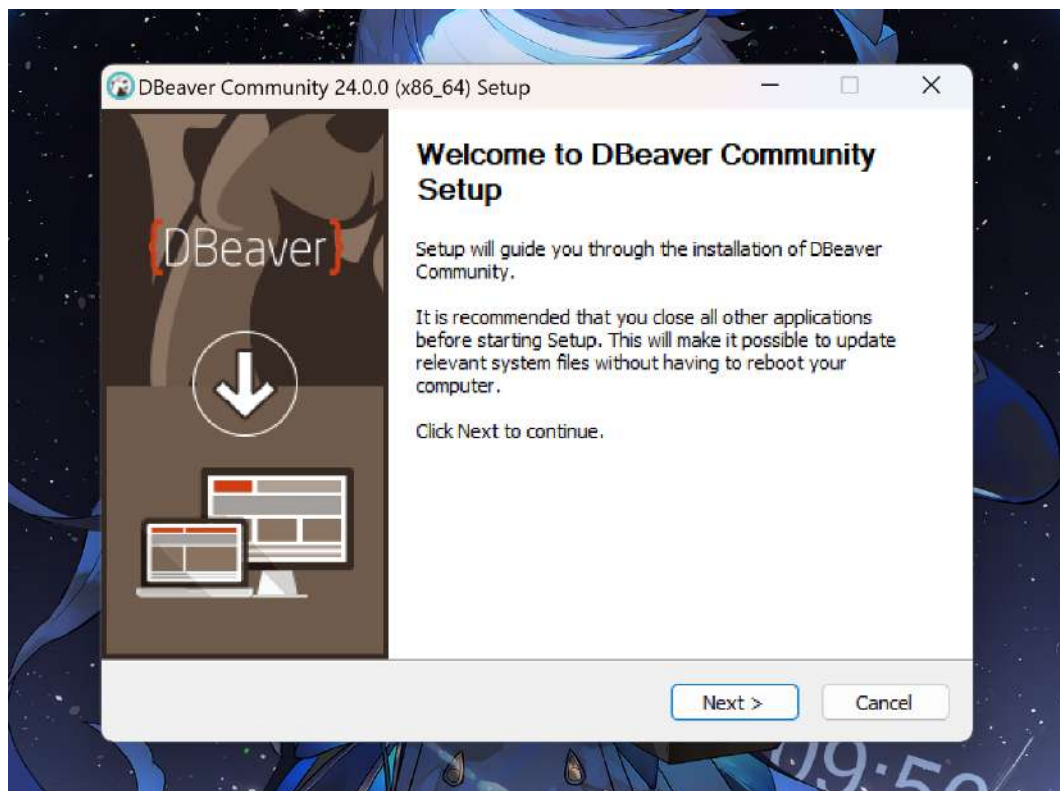 DBeaver Community 24.0.0 (x86_64) Setup
{DBeaver}
Welcome to DBeaver Community
Setup
Setup will guide you through the installation of DBeaver
Community.
It is recommended that you close all other applications
before starting Setup. This will make it possible to update
relevant system files without having to reboot your
computer.
Click Next to continue.
Next >
Cancel
09:50